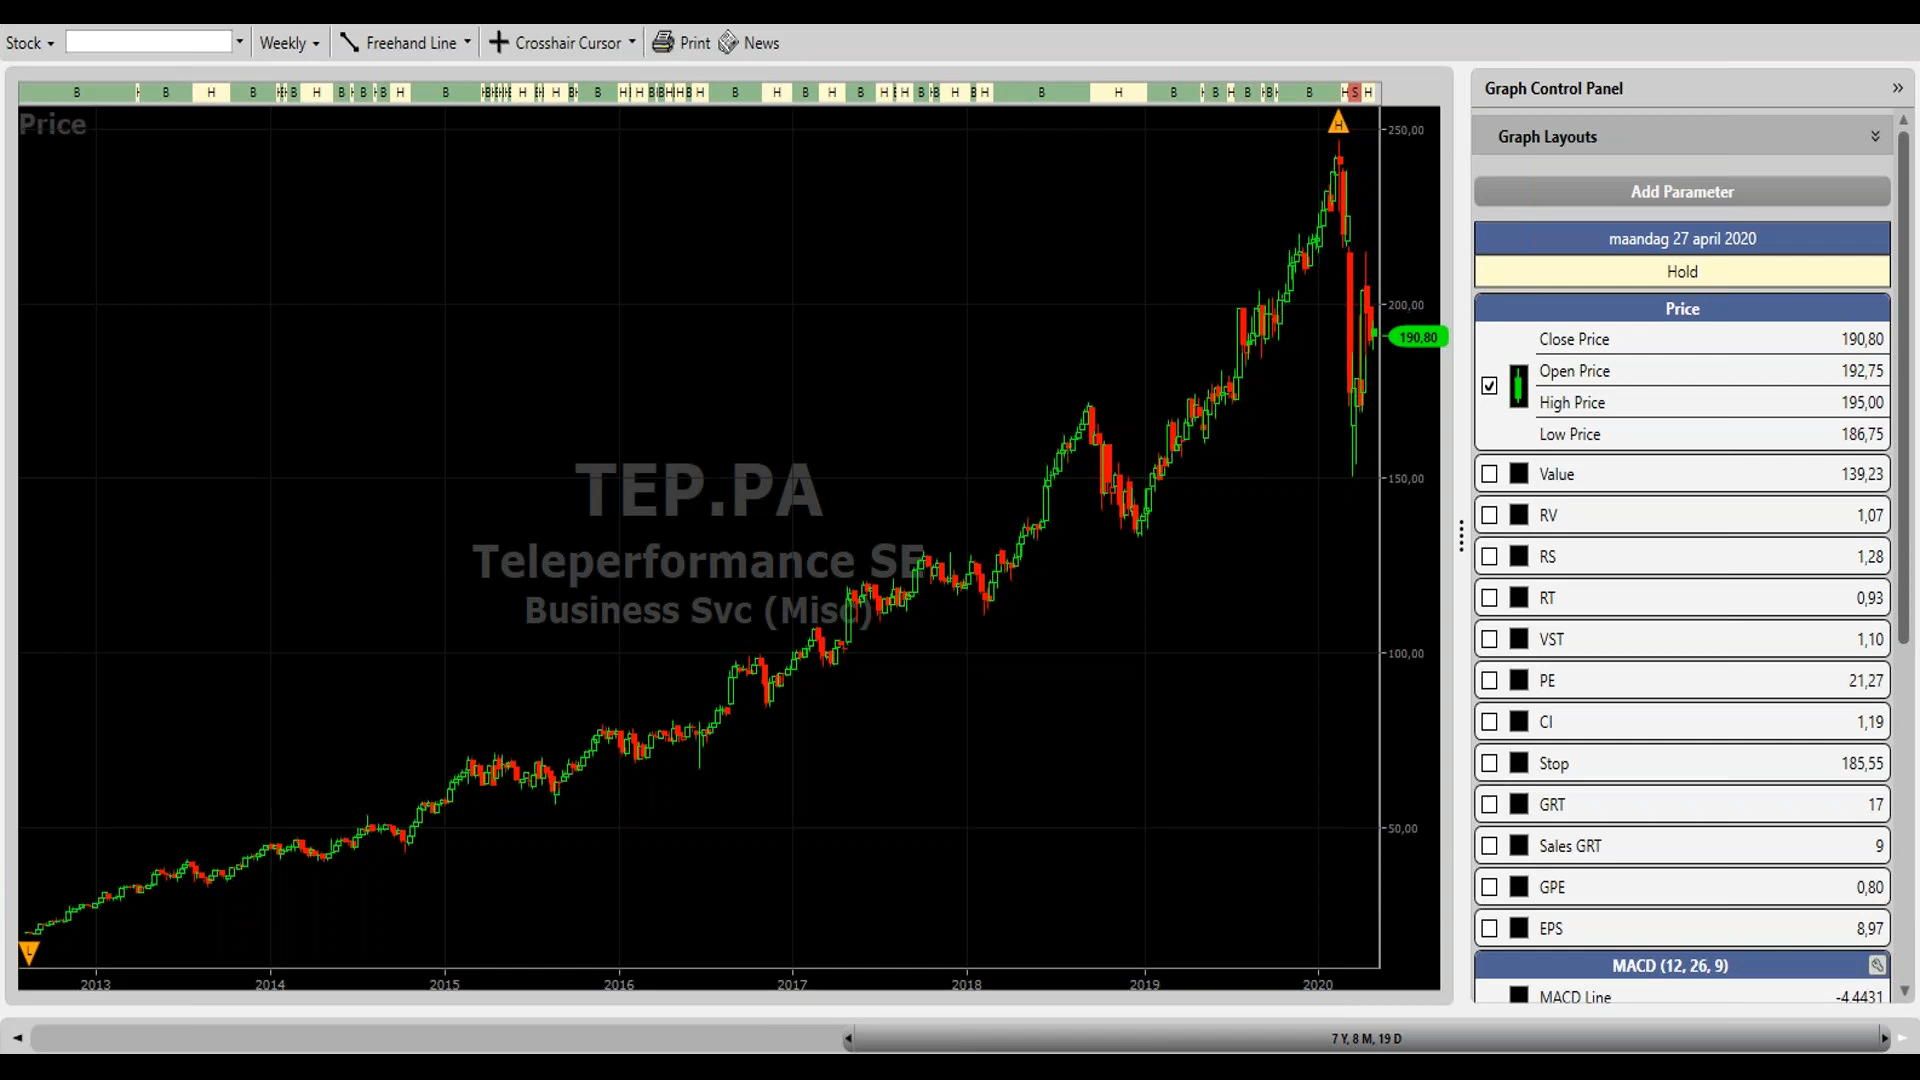 Stock Weekly Freehand Line Crosshair Cursor Print News
B B H B B H B B H B H H B H H B H B H B H B B H B H B H B B B B H S H
Price
H
250,00
200,00
190,80
150,00
100,00
50,00
TEP.PA
Teleperformance SE
Business Svc (Misc)
L
2013 2014 2015 2016 2017 2018 2019 2020
7 Y, 8 M, 19 D
Graph Control Panel
Graph Layouts
Add Parameter
maandag 27 april 2020
Hold
Price
Close Price 190,80
Open Price 192,75
High Price 195,00
Low Price 186,75
Value 139,23
RV 1,07
RS 1,28
RT 0,93
VST 1,10
PE 21,27
CI 1,19
Stop 185,55
GRT 17
Sales GRT 9
GPE 0,80
EPS 8,97
MACD (12, 26, 9)
MACD Line -4,4431